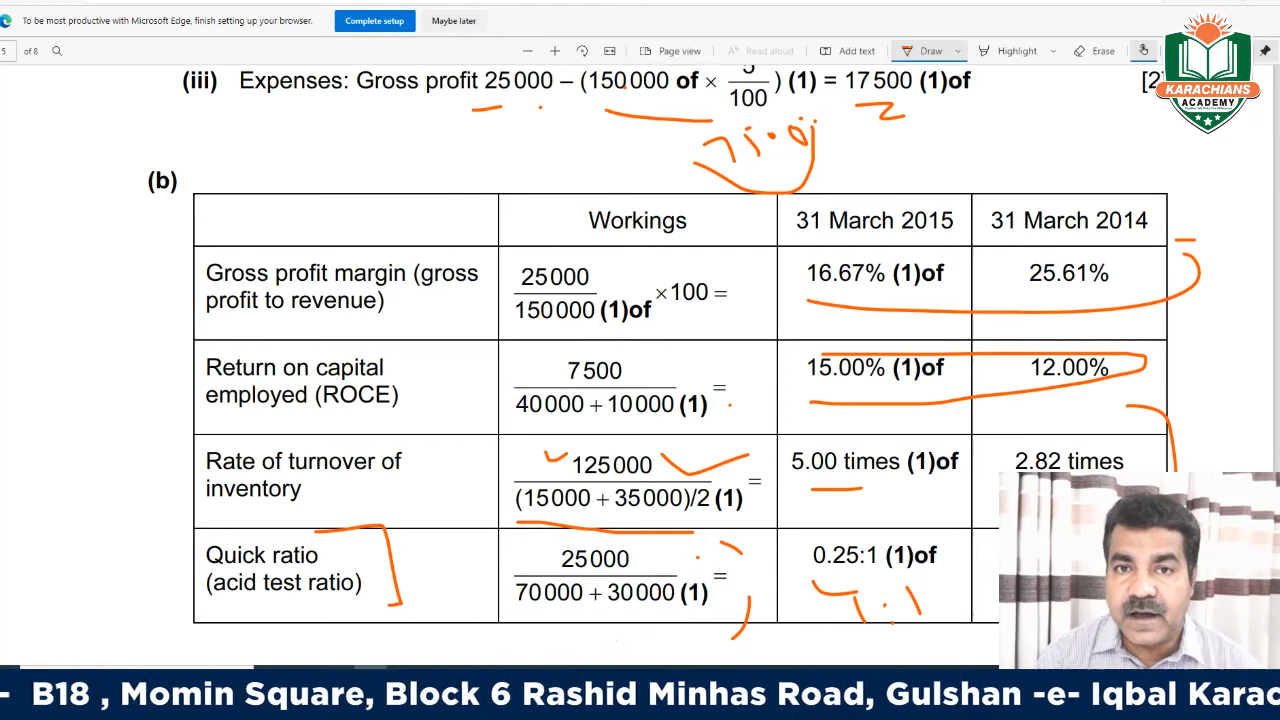 To be most productive with Microsoft Edge, finish setting up your browser.
Complete setup
Maybe later
5 of 8
Page view
Read aloud
Add text
Draw
Highlight
Erase
KARACHIANS
ACADEMY
(iii) Expenses: Gross profit 25 000 – (150 000 of × 5/100 ) (1) = 17 500 (1)of [2
(b)
Workings 31 March 2015 31 March 2014
Gross profit margin (gross profit to revenue) 25 000 / 150 000 (1)of × 100 = 16.67% (1)of 25.61%
Return on capital employed (ROCE) 7 500 / 40 000 + 10 000 (1) = 15.00% (1)of 12.00%
Rate of turnover of inventory 125 000 / (15 000 + 35 000)/2 (1) = 5.00 times (1)of 2.82 times
Quick ratio (acid test ratio) 25 000 / 70 000 + 30 000 (1) = 0.25:1 (1)of
- B18 , Momin Square, Block 6 Rashid Minhas Road, Gulshan -e- Iqbal Karac